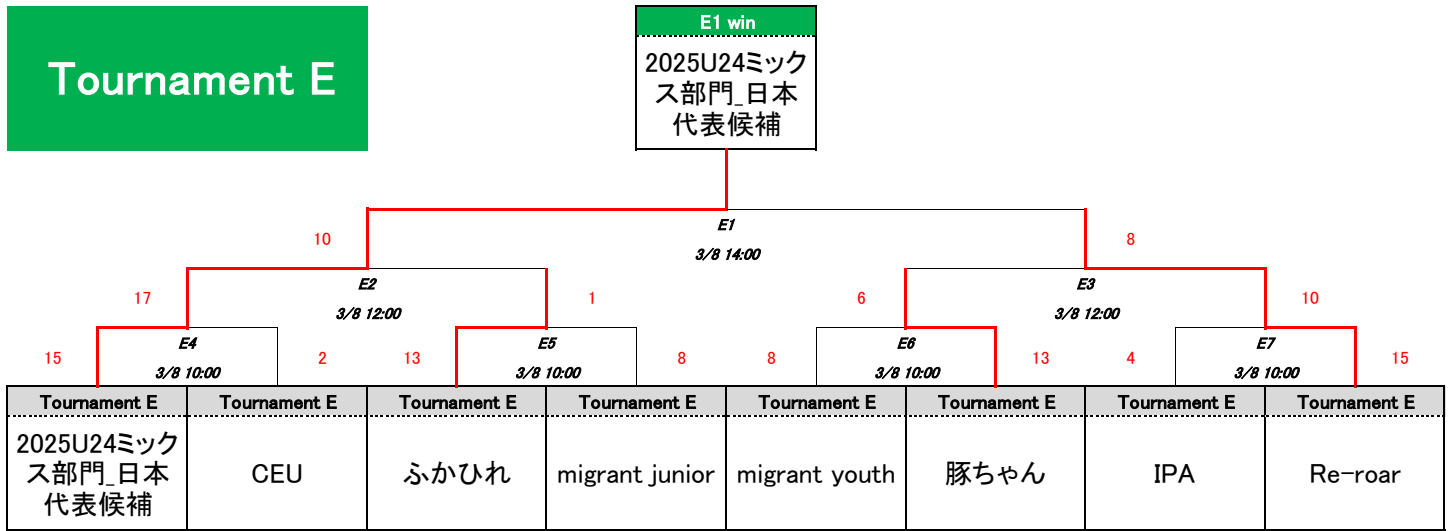 Tournament E
E1 win
2025U24ミック
ス部門_日本
代表候補
E1
10
8
3/8 14:00
E2
E3
17
1
6
10
3/8 12:00
3/8 12:00
E4
E5
E6
E7
15
2
13
8
8
13
4
15
3/8 10:00
3/8 10:00
3/8 10:00
3/8 10:00
Tournament E
Tournament E
Tournament E
Tournament E
Tournament E
Tournament E
Tournament E
Tournament E
2025U24ミック
ス部門_日本
代表候補
CEU
ふかひれ
migrant junior
migrant youth
豚ちゃん
IPA
Re-roar